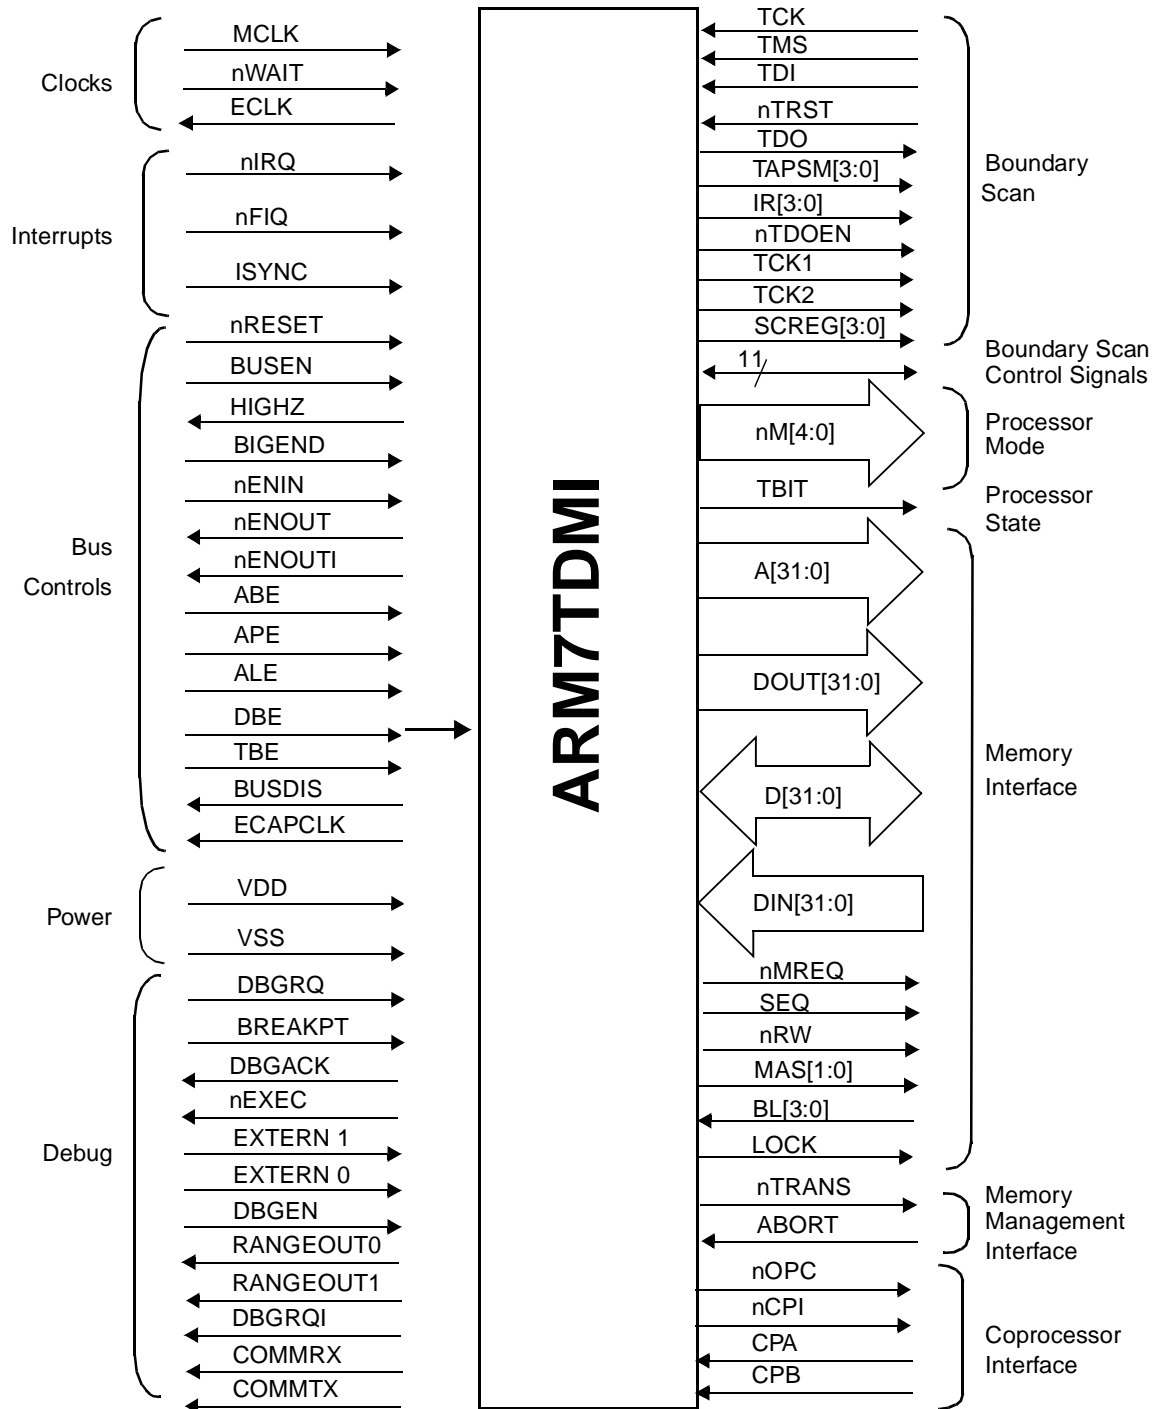 Clocks
MCLK
nWAIT
ECLK
Interrupts
nIRQ
nFIQ
ISYNC
Bus
Controls
nRESET
BUSEN
HIGHZ
BIGEND
nENIN
nENOUT
nENOUTI
ABE
APE
ALE
DBE
TBE
BUSDIS
ECAPCLK
Power
VDD
VSS
Debug
DBGRQ
BREAKPT
DBGACK
nEXEC
EXTERN 1
EXTERN 0
DBGEN
RANGEOUT0
RANGEOUT1
DBGRQI
COMMRX
COMMTX
ARM7TDMI
TCK
TMS
TDI
nTRST
TDO
TAPSM[3:0]
IR[3:0]
nTDOEN
TCK1
TCK2
SCREG[3:0]
Boundary
Scan
11
Boundary Scan
Control Signals
nM[4:0]
Processor
Mode
TBIT
Processor
State
A[31:0]
DOUT[31:0]
D[31:0]
DIN[31:0]
nMREQ
SEQ
nRW
MAS[1:0]
BL[3:0]
LOCK
Memory
Interface
nTRANS
ABORT
Memory
Management
Interface
nOPC
nCPI
CPA
CPB
Coprocessor
Interface